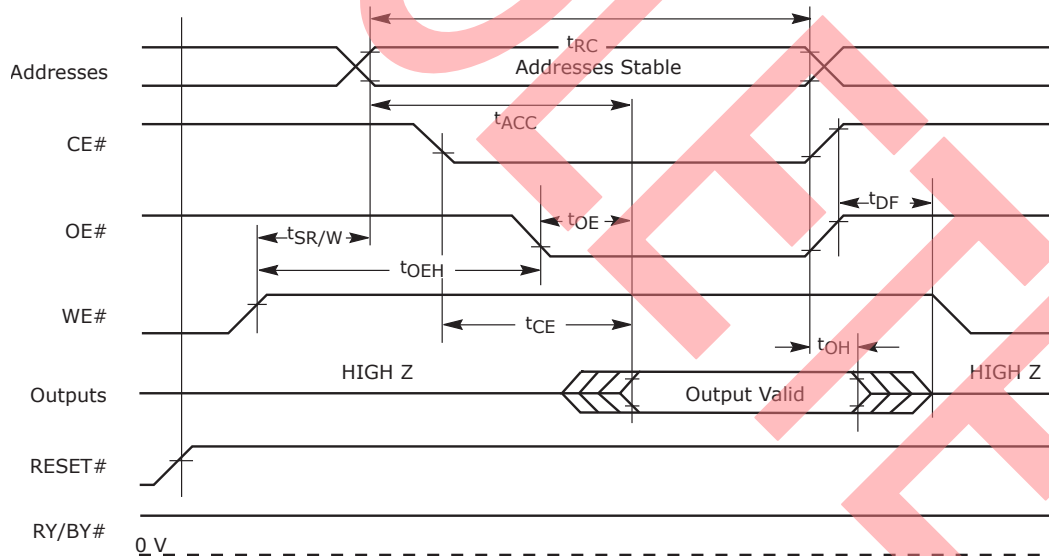 tRC
Addresses
Addresses Stable
tACC
CE#
tDF
OE#
tOE
tSR/W
tOEH
WE#
tCE
tOH
HIGH Z
HIGH Z
Outputs
Output Valid
RESET#
RY/BY#
0 V